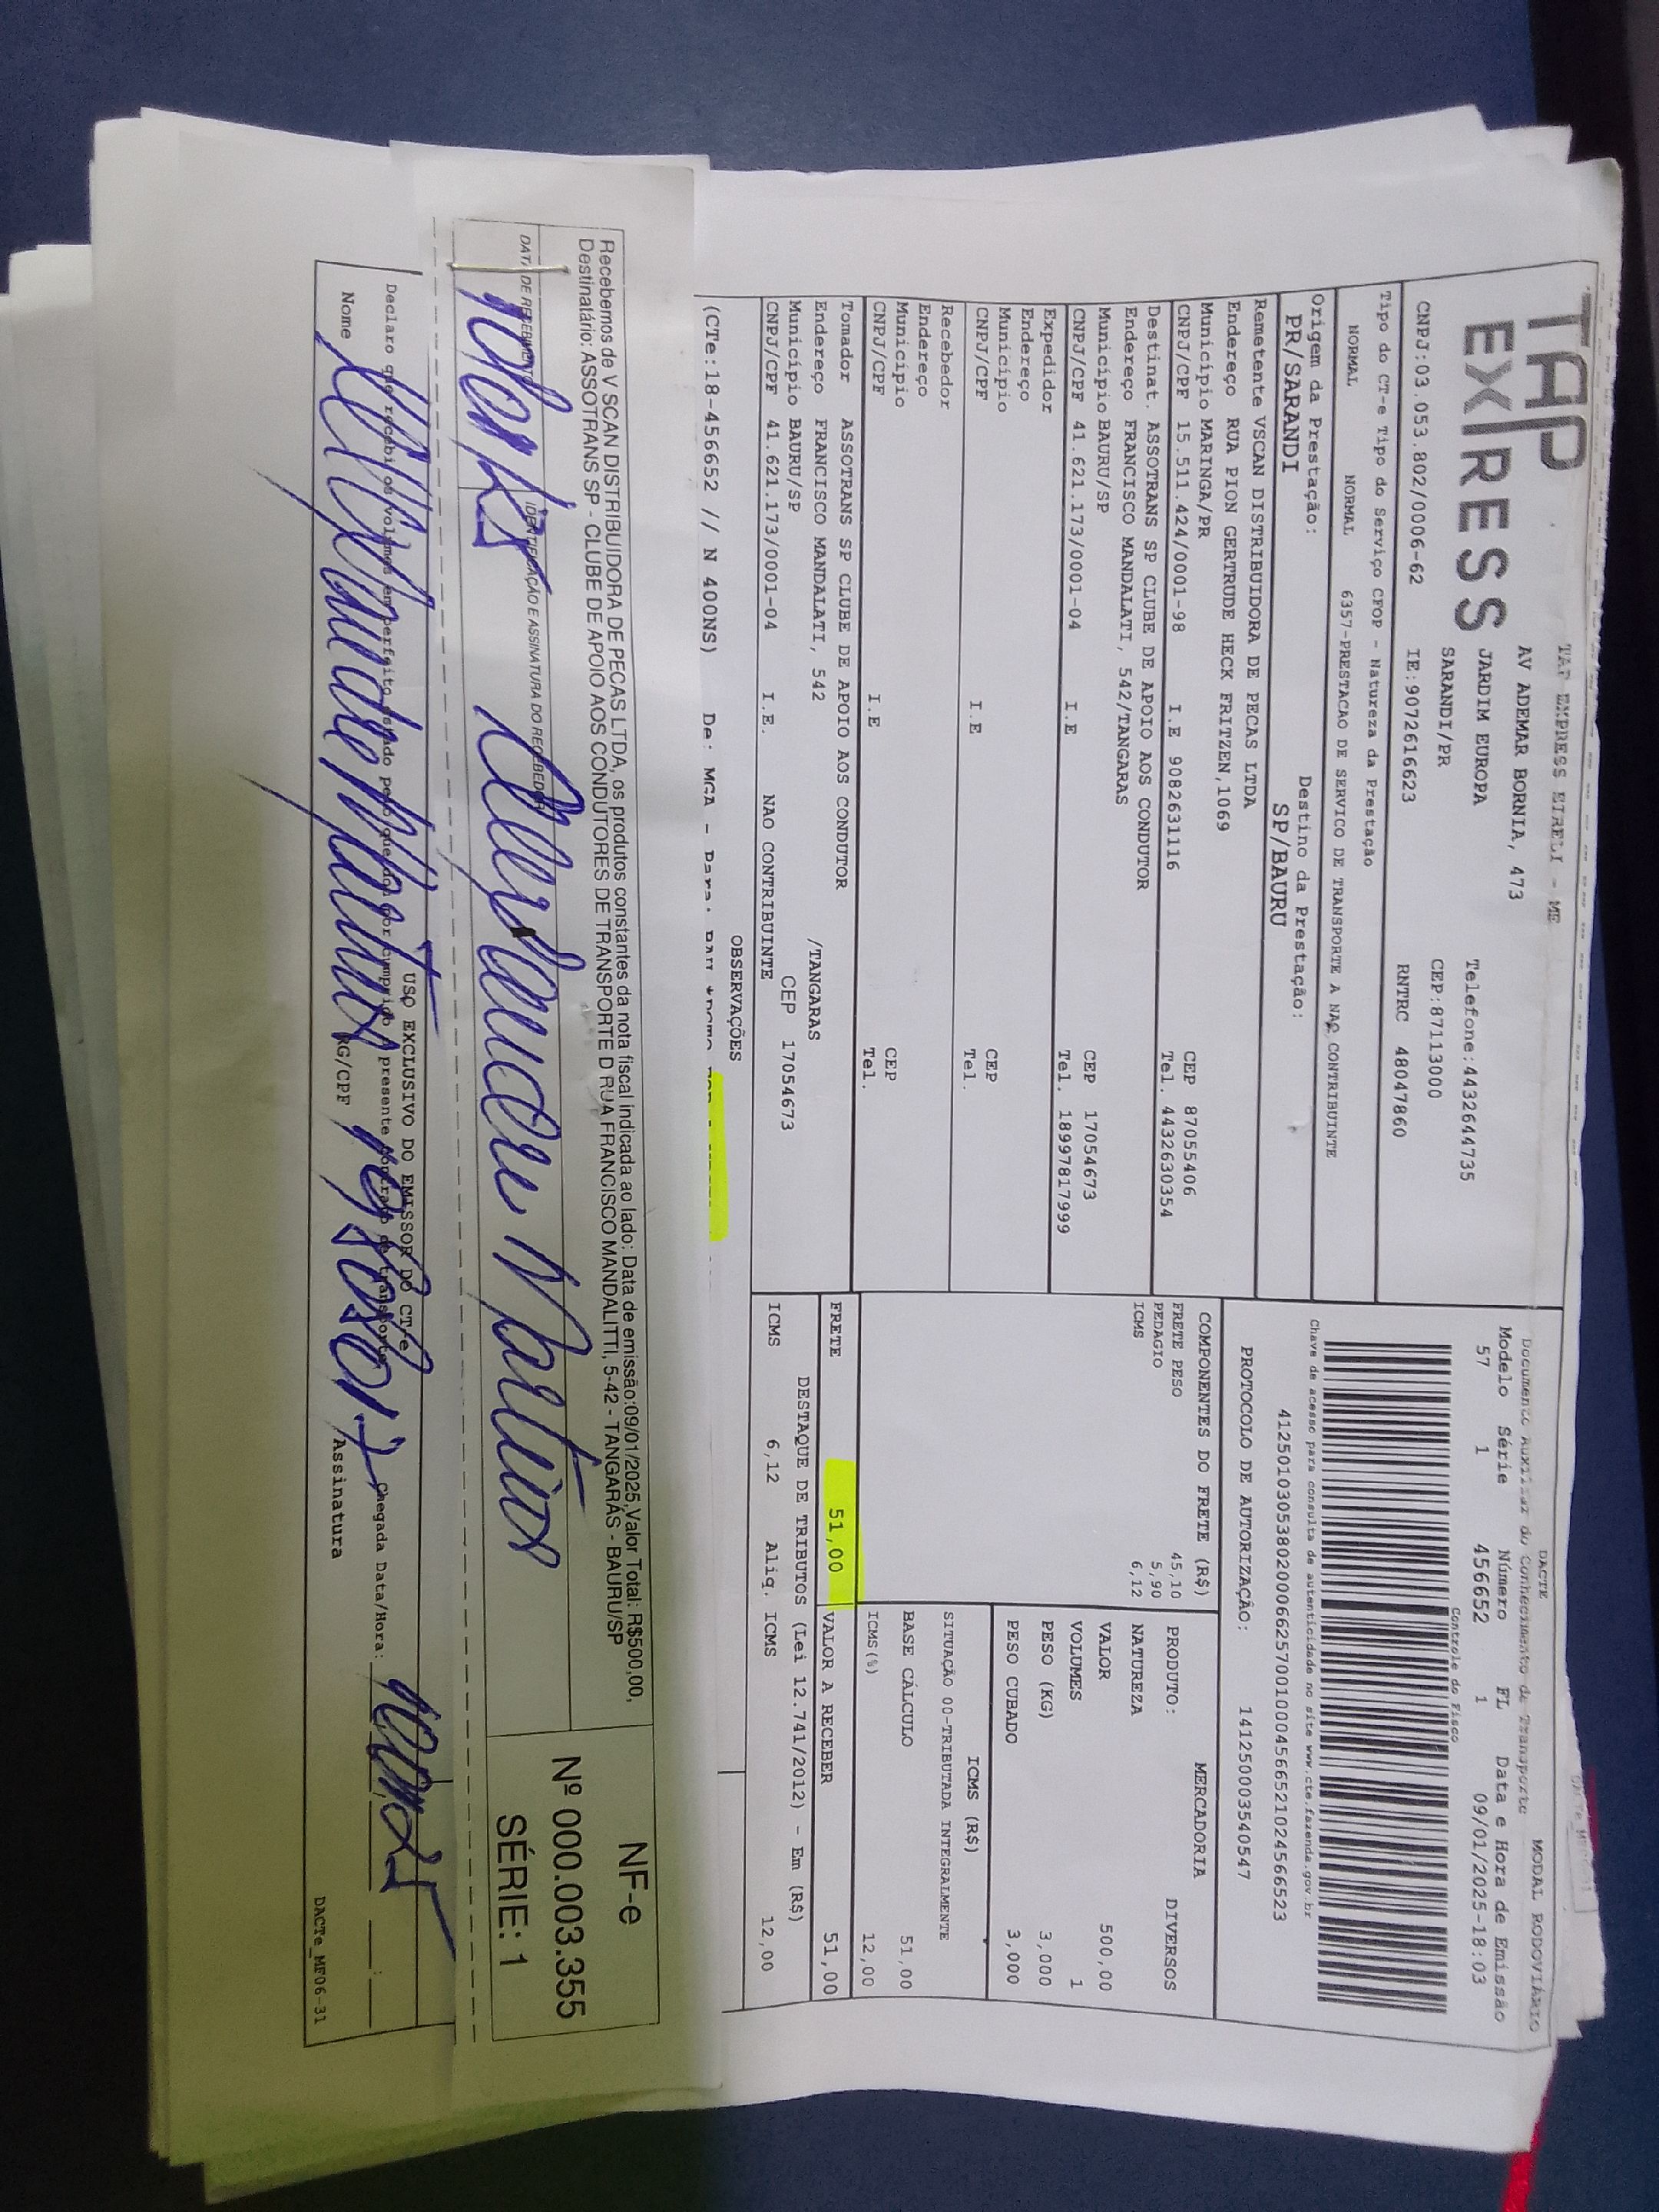 TAP
EXPRESS
TAP EXPRESS EIRELI - ME
AV ADEMAR BORNIA, 473
JARDIM EUROPA
Telefone:4432644735
SARANDI/PR
CEP:87113000
CNPJ:03.053.802/0006-62
IE:9072616623
RNTRC 48047860
Tipo do CT-e Tipo do Serviço CFOP - Natureza da Prestação
NORMAL NORMAL 6357-PRESTACAO DE SERVICO DE TRANSPORTE A NAO CONTRIBUINTE
Origem da Prestação: Destino da Prestação:
PR/SARANDI SP/BAURU
Remetente VSCAN DISTRIBUIDORA DE PECAS LTDA
Endereço RUA PION GERTRUDE HECK FRITZEN,1069
Município MARINGA/PR CEP 87055406
CNPJ/CPF 15.511.424/0001-98 I.E 9082631116 Tel. 4432630354
Destinat. ASSOTRANS SP CLUBE DE APOIO AOS CONDUTOR
Endereço FRANCISCO MANDALATI, 542/TANGARAS
Município BAURU/SP CEP 17054673
CNPJ/CPF 41.621.173/0001-04 I.E Tel. 18997817999
Expedidor
Endereço
Município CEP
CNPJ/CPF I.E Tel.
Recebedor
Endereço
Município CEP
CNPJ/CPF I.E Tel.
Tomador ASSOTRANS SP CLUBE DE APOIO AOS CONDUTOR
Endereço FRANCISCO MANDALATI, 542 /TANGARAS
Município BAURU/SP CEP 17054673
CNPJ/CPF 41.621.173/0001-04 I.E. NAO CONTRIBUINTE
OBSERVAÇÕES
(CTe:18-456652 // N 400NS) De: MGA - Para:
DACTE MODAL RODOVIÁRIO
Documento Auxiliar do Conhecimento de Transporte
Modelo Série Número FL Data e Hora de Emissão
57 1 456652 1 09/01/2025-18:03
Controle do Fisco
Chave de acesso para consulta de autenticidade no site www.cte.fazenda.gov.br
41250103053802000662570010004566521024566523
PROTOCOLO DE AUTORIZAÇÃO: 141250003540547
COMPONENTES DO FRETE (R$)
FRETE PESO 45,10
PEDAGIO 5,90
ICMS 6,12
MERCADORIA
PRODUTO: DIVERSOS
NATUREZA
VALOR 500,00
VOLUMES 1
PESO (KG) 3,000
PESO CUBADO 3,000
ICMS (R$)
SITUAÇÃO 00-TRIBUTADA INTEGRALMENTE
BASE CÁLCULO 51,00
ICMS(%) 12,00
FRETE 51,00 VALOR A RECEBER 51,00
DESTAQUE DE TRIBUTOS (Lei 12.741/2012) - Em (R$)
ICMS 6,12 Aliq. ICMS 12,00
Recebemos de V SCAN DISTRIBUIDORA DE PECAS LTDA, os produtos constantes da nota fiscal indicada ao lado: Data de emissão:09/01/2025,Valor Total: R$500,00,
Destinatário: ASSOTRANS SP - CLUBE DE APOIO AOS CONDUTORES DE TRANSPORTE D RUA FRANCISCO MANDALITTI, 5-42 - TANGARÁS - BAURU/SP
DATA DE RECEBIMENTO IDENTIFICAÇÃO E ASSINATURA DO RECEBEDOR
NF-e
Nº 000.003.355
SÉRIE: 1
USO EXCLUSIVO DO EMISSOR DO CT-e
Declaro que recebi os volumes em perfeito estado pelo que dou por cumprido o presente contrato de transporte
Chegada Data/Hora:
Nome RG/CPF Assinatura
DACTe_MF06-31